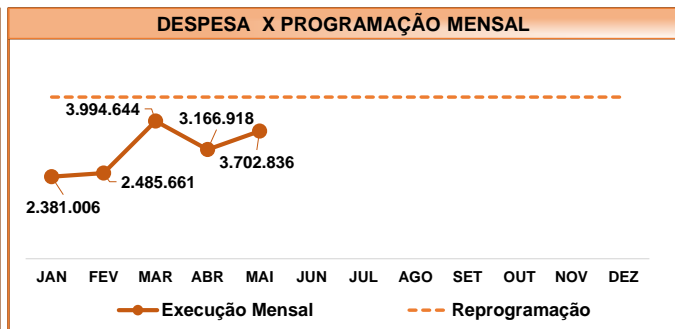 DESPESA X PROGRAMAÇÃO MENSAL
3.994.644
3.166.918
3.702.836
2.485.661
2.381.006
JAN FEV MAR ABR MAI JUN JUL AGO SET OUT NOV DEZ
Execução Mensal Reprogramação